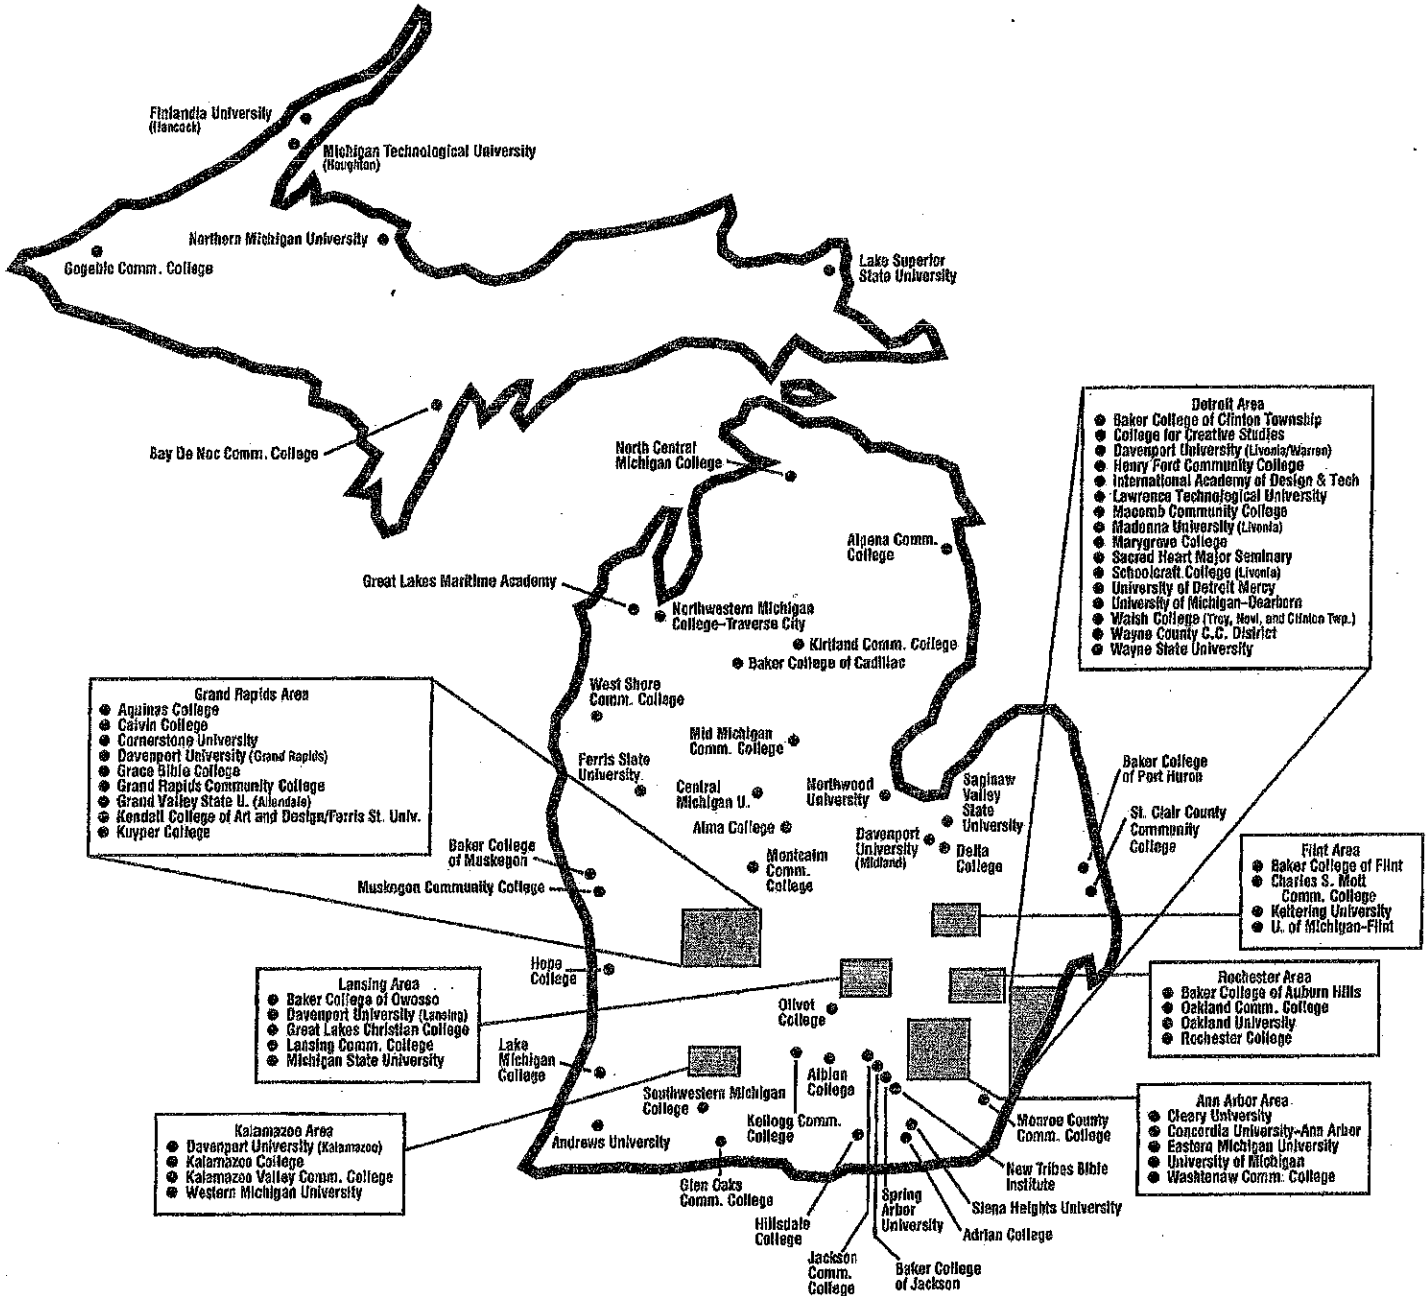 Finlandia University
(Hancock)
Michigan Technological University
(Houghton)
Northern Michigan University
Gogebic Comm. College
Lake Superior
State University
Bay De Noc Comm. College
North Central
Michigan College
Alpena Comm.
College
Great Lakes Maritime Academy
Northwestern Michigan
College-Traverse City
Kirtland Comm. College
Baker College of Cadillac
West Shore
Comm. College
Mid Michigan
Comm. College
Ferris State
University
Central
Michigan U.
Northwood
University
Saginaw
Valley
State
University
Alma College
Davenport
University
(Midland)
Delta
College
Montcalm
Comm.
College
Baker College
of Muskegon
Muskegon Community College
Baker College
of Port Huron
St. Clair County
Community
College
Hope
College
Olivet
College
Lake
Michigan
College
Albion
College
Southwestern Michigan
College
Kellogg Comm.
College
Andrews University
Glen Oaks
Comm. College
Hillsdale
College
Jackson
Comm.
College
Spring
Arbor
University
Baker College
of Jackson
Adrian College
Siena Heights University
New Tribes Bible
Institute
Monroe County
Comm. College
Detroit Area
Baker College of Clinton Township
College for Creative Studies
Davenport University (Livonia/Warren)
Henry Ford Community College
International Academy of Design & Tech
Lawrence Technological University
Macomb Community College
Madonna University (Livonia)
Marygrove College
Sacred Heart Major Seminary
Schoolcraft College (Livonia)
University of Detroit Mercy
University of Michigan-Dearborn
Walsh College (Troy, Novi, and Clinton Twp.)
Wayne County C.C. District
Wayne State University
Grand Rapids Area
Aquinas College
Calvin College
Cornerstone University
Davenport University (Grand Rapids)
Grace Bible College
Grand Rapids Community College
Grand Valley State U. (Allendale)
Kendall College of Art and Design/Ferris St. Univ.
Kuyper College
Flint Area
Baker College of Flint
Charles S. Mott
Comm. College
Kettering University
U. of Michigan-Flint
Lansing Area
Baker College of Owosso
Davenport University (Lansing)
Great Lakes Christian College
Lansing Comm. College
Michigan State University
Rochester Area
Baker College of Auburn Hills
Oakland Comm. College
Oakland University
Rochester College
Kalamazoo Area
Davenport University (Kalamazoo)
Kalamazoo College
Kalamazoo Valley Comm. College
Western Michigan University
Ann Arbor Area
Cleary University
Concordia University-Ann Arbor
Eastern Michigan University
University of Michigan
Washtenaw Comm. College